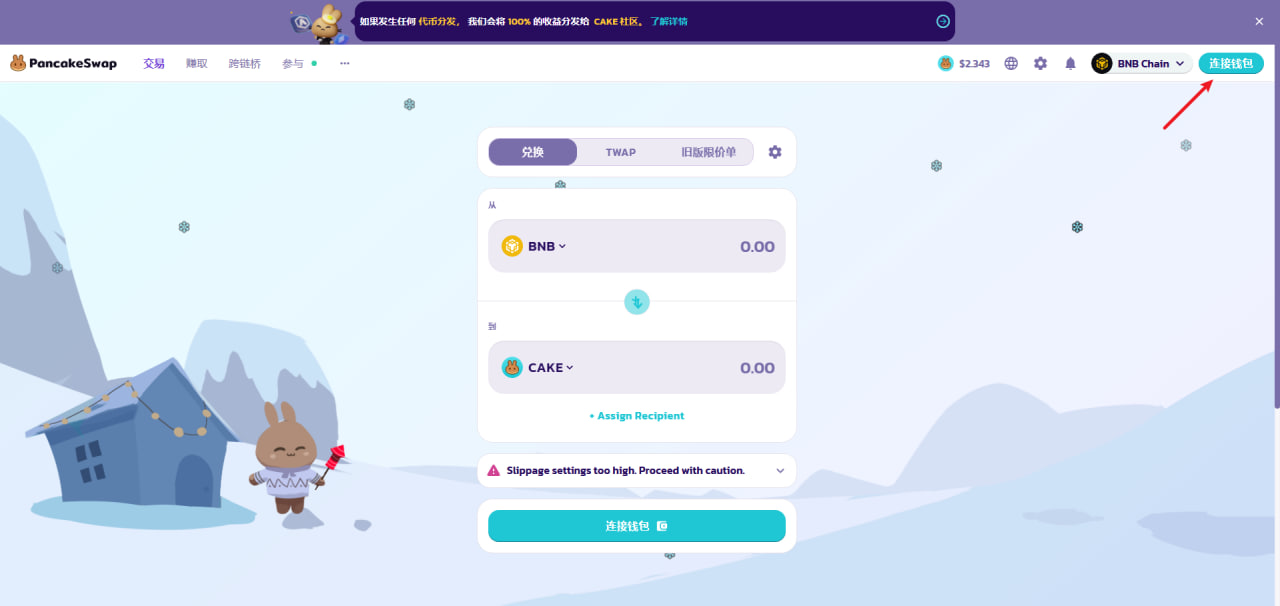 如果发生任何 代币分发， 我们会将 100% 的收益分发给 CAKE 社区。 了解详情
PancakeSwap 交易 赚取 跨链桥 参与 $2.343 BNB Chain 连接钱包
兑换 TWAP 旧版限价单
从
BNB 0.00
到
CAKE 0.00
+ Assign Recipient
Slippage settings too high. Proceed with caution.
连接钱包